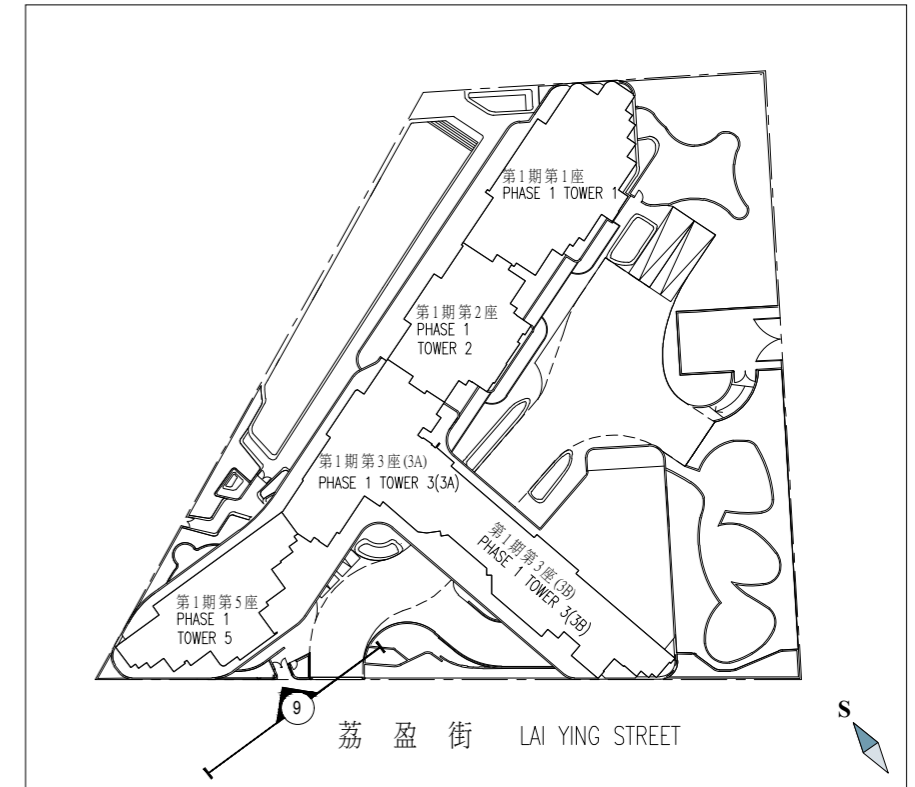 第1期第1座
PHASE 1 TOWER 1
第1期第2座
PHASE 1
TOWER 2
第1期第3座(3A)
PHASE 1 TOWER 3(3A)
第1期第3座(3B)
PHASE 1 TOWER 3(3B)
第1期第5座
PHASE 1
TOWER 5
9
荔盈街 LAI YING STREET
S